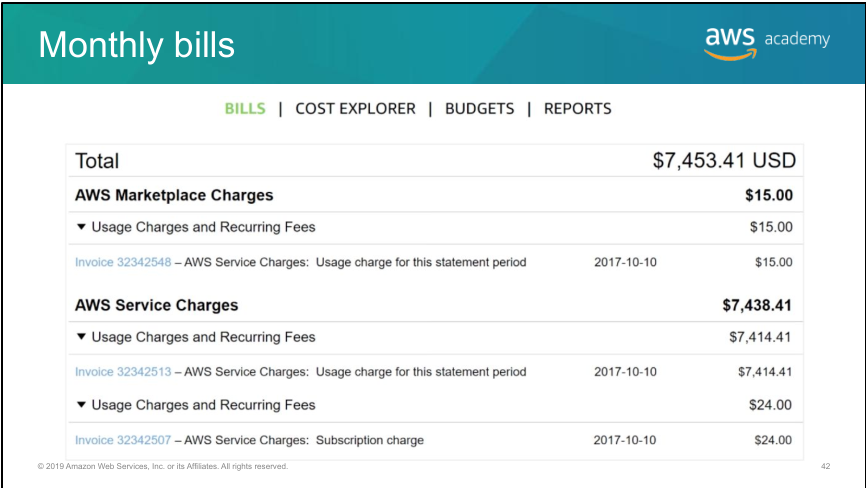 Monthly bills
aws academy
BILLS | COST EXPLORER | BUDGETS | REPORTS
Total $7,453.41 USD
AWS Marketplace Charges $15.00
▼ Usage Charges and Recurring Fees $15.00
Invoice 32342548 – AWS Service Charges: Usage charge for this statement period 2017-10-10 $15.00
AWS Service Charges $7,438.41
▼ Usage Charges and Recurring Fees $7,414.41
Invoice 32342513 – AWS Service Charges: Usage charge for this statement period 2017-10-10 $7,414.41
▼ Usage Charges and Recurring Fees $24.00
Invoice 32342507 – AWS Service Charges: Subscription charge 2017-10-10 $24.00
© 2019 Amazon Web Services, Inc. or its Affiliates. All rights reserved. 42